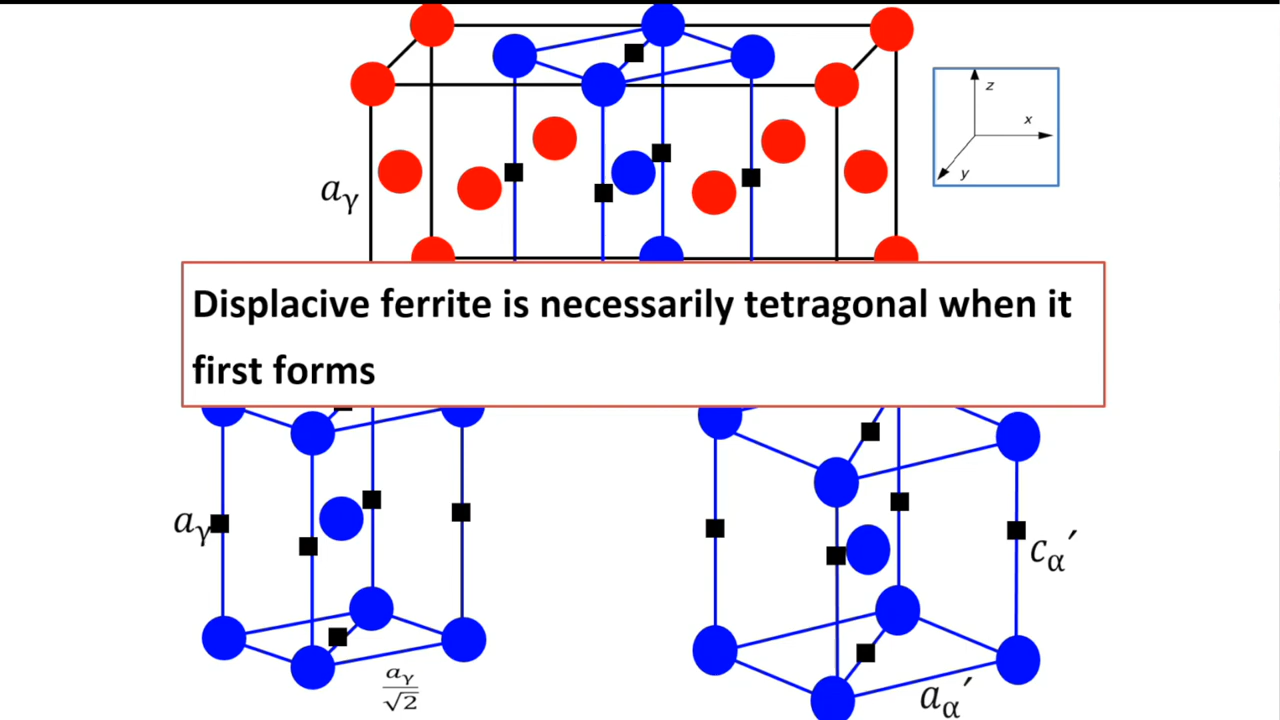 z
x
y
aγ
Displacive ferrite is necessarily tetragonal when it
first forms
aγ
cα′
aγ/√2
aα′